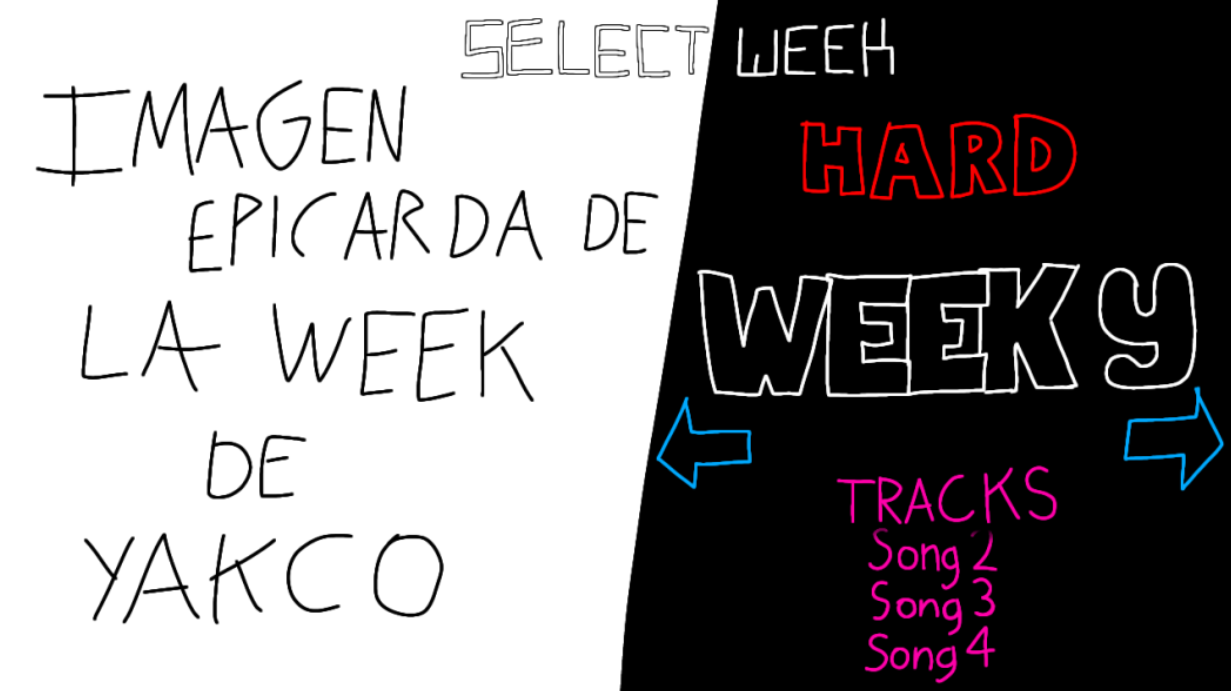 SELECT WEEK
IMAGEN
EPICARDA DE
LA WEEK
DE
YAKCO
HARD
WEEK Y
TRACKS
Song 2
Song 3
Song 4